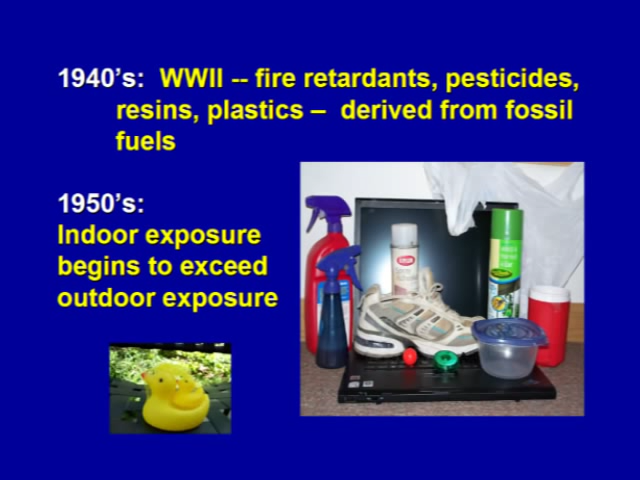 1940’s: WWII -- fire retardants, pesticides,
resins, plastics – derived from fossil
fuels
1950’s:
Indoor exposure
begins to exceed
outdoor exposure